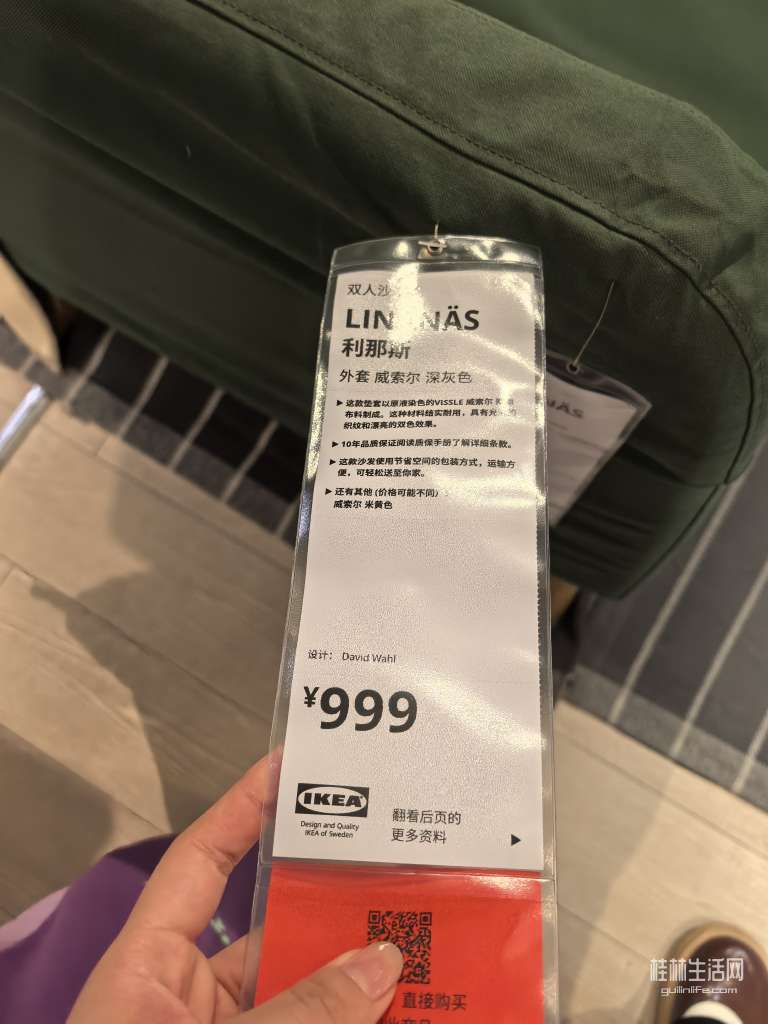 双人沙
LIN NÄS
利那斯
外套 威索尔 深灰色
▶ 这款垫套以原液染色的VISSLE 威索尔
布料制成。这种材料结实耐用，具有光
织纹和漂亮的双色效果。
▶ 10年品质保证阅读质保手册了解详细条款。
▶ 这款沙发使用节省空间的包装方式，运输方
便，可轻松送至你家。
▶ 还有其他 (价格可能不同)
威索尔 米黄色
NÄS
设计： David Wahl
¥999
IKEA
Design and Quality
IKEA of Sweden
翻看后页的
更多资料
直接购买
桂林生活网
guilinlife.com